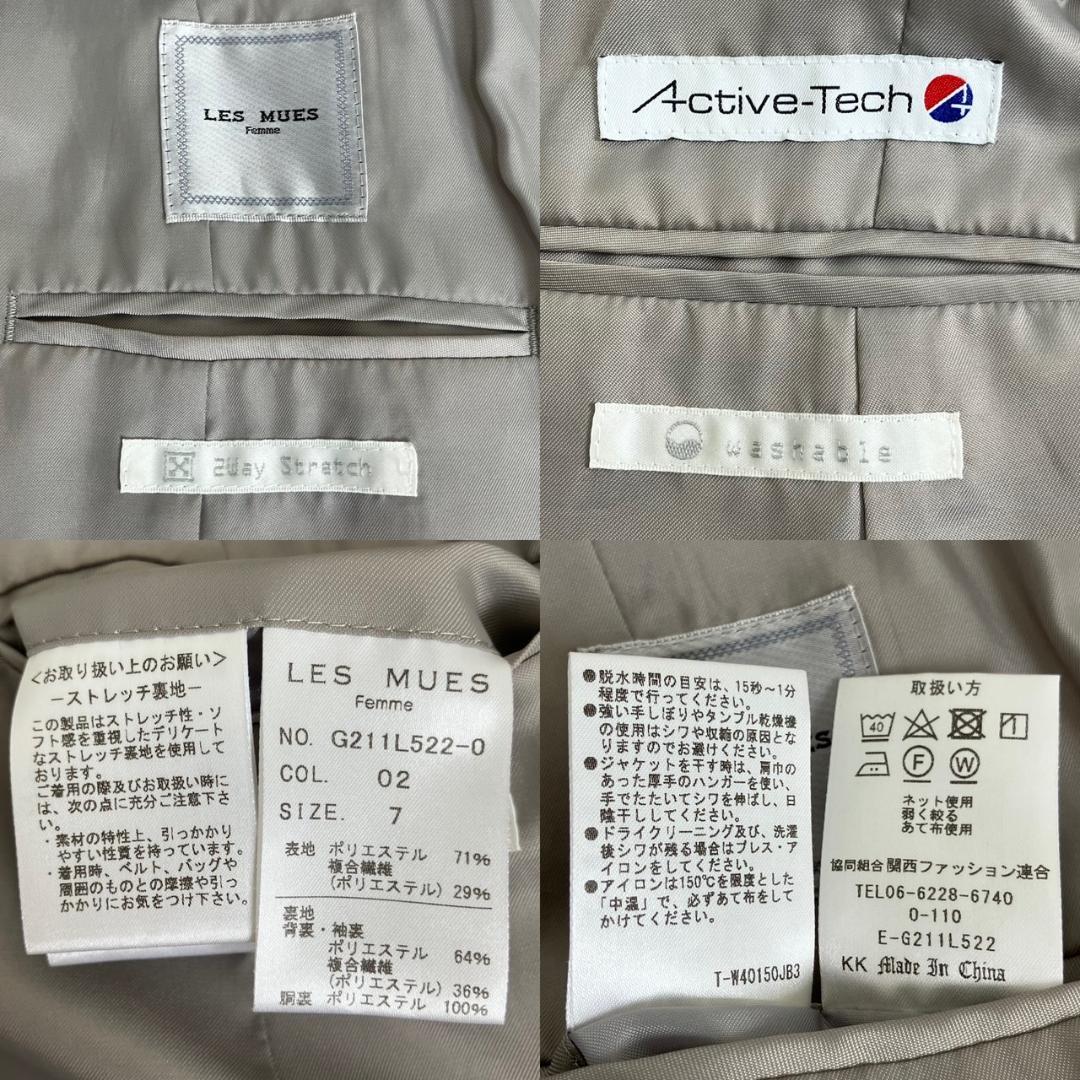 LES MUES
Femme
2Way Stretch
Active-Tech
Washable
<お取り扱い上のお願い>
ーストレッチ裏地ー
この製品はストレッチ性・ソ
フト感を重視したデリケート
なストレッチ裏地を使用して
おります。
ご着用の際及びお取扱い時に
は、次の点に充分ご注意下さ
い。
・素材の特性上、引っかかり
やすい性質を持っています。
・着用時、ベルト、バッグや
周囲のものとの摩擦や引っ
かかりにお気をつけ下さい。
LES MUES
Femme
NO. G211L522-0
COL. 02
SIZE. 7
表地 ポリエステル 71%
複合繊維
(ポリエステル) 29%
裏地
背裏・袖裏
ポリエステル 64%
複合繊維
(ポリエステル) 36%
胴裏 ポリエステル 100%
●脱水時間の目安は、15秒~1分
程度で行ってください。
●強い手しぼりやタンブル乾燥機
の使用はシワや収縮の原因とな
りますのでお避けください。
●ジャケットを干す時は、肩巾の
あった厚手のハンガーを使い、
手でたたいてシワを伸ばし、日
陰干ししてください。
●ドライクリーニング及び、洗濯
後シワが残る場合はプレス・アイ
ロンをしてください。
●アイロンは150℃を限度とした
「中温」で、必ずあて布をして
かけてください。
T-W40150JB3
ES
取扱い方
40
F W
ネット使用
弱く絞る
あて布使用
協同組合関西ファッション連合
TEL06-6228-6740
0-110
E-G211L522
KK Made In China